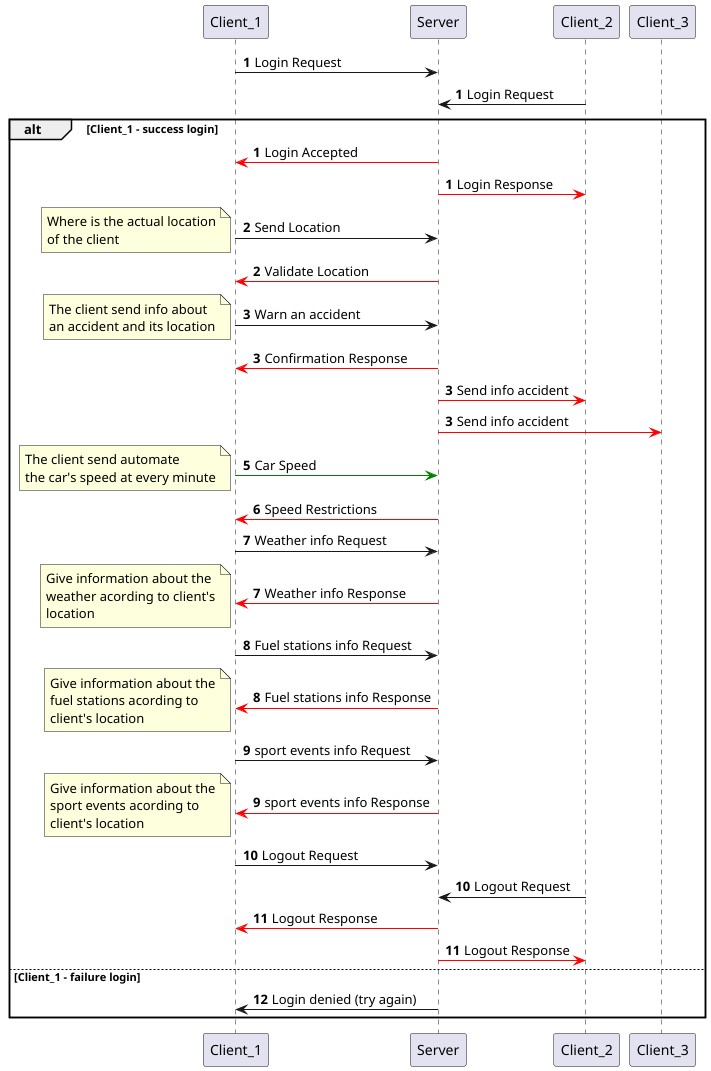 Client_1 Server Client_2 Client_3
1 Login Request
1 Login Request
alt [Client_1 - success login]
1 Login Accepted
1 Login Response
Where is the actual location
of the client
2 Send Location
2 Validate Location
The client send info about
an accident and its location
3 Warn an accident
3 Confirmation Response
3 Send info accident
3 Send info accident
The client send automate
the car's speed at every minute
5 Car Speed
6 Speed Restrictions
7 Weather info Request
Give information about the
weather acording to client's
location
7 Weather info Response
8 Fuel stations info Request
Give information about the
fuel stations acording to
client's location
8 Fuel stations info Response
9 sport events info Request
Give information about the
sport events acording to
client's location
9 sport events info Response
10 Logout Request
10 Logout Request
11 Logout Response
11 Logout Response
[Client_1 - failure login]
12 Login denied (try again)
Client_1 Server Client_2 Client_3